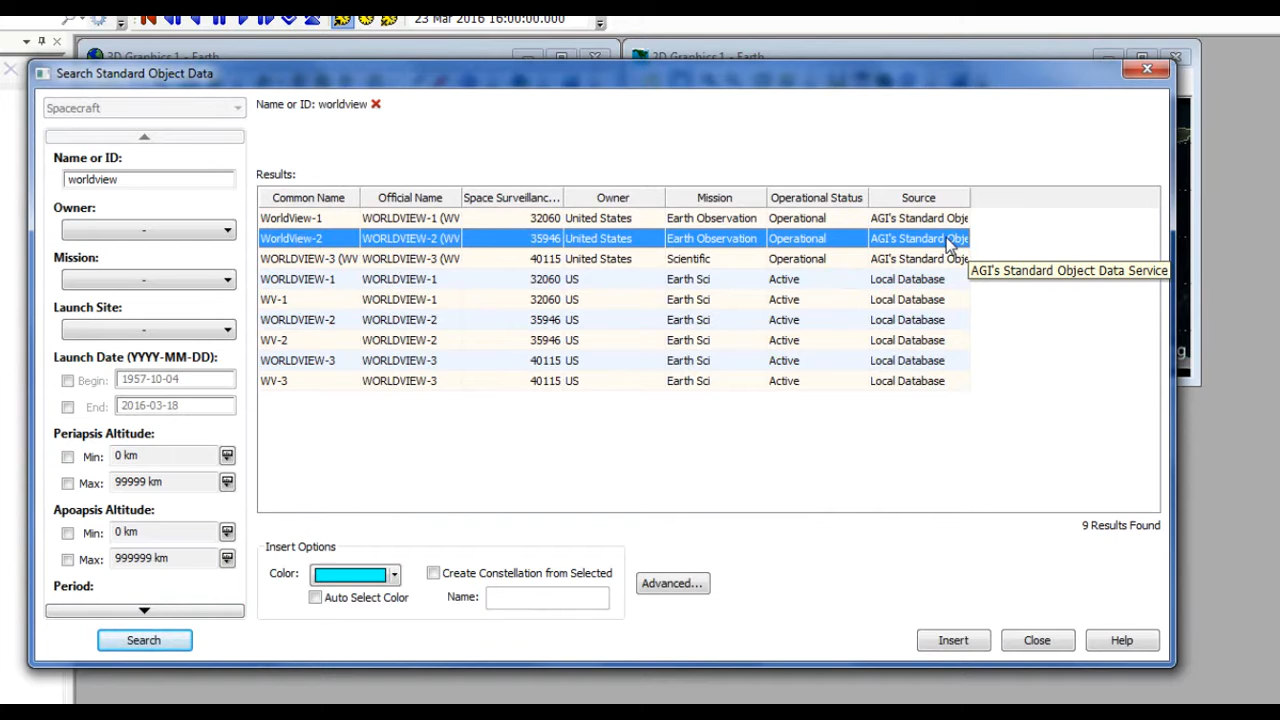 23 Mar 2016 16:00:00.000
3D Graphics 1 - Earth
Search Standard Object Data
Spacecraft
Name or ID:
worldview
Owner:
-
Mission:
-
Launch Site:
-
Launch Date (YYYY-MM-DD):
Begin: 1957-10-04
End: 2016-03-18
Periapsis Altitude:
Min: 0 km
Max: 99999 km
Apoapsis Altitude:
Min: 0 km
Max: 999999 km
Period:
Search
Name or ID: worldview
Results:
Common Name Official Name Space Surveillanc... Owner Mission Operational Status Source
WorldView-1 WORLDVIEW-1 (WV 32060 United States Earth Observation Operational AGI's Standard Obje
WorldView-2 WORLDVIEW-2 (WV 35946 United States Earth Observation Operational AGI's Standard Obje
WORLDVIEW-3 (WV WORLDVIEW-3 (WV 40115 United States Scientific Operational AGI's Standard Obje
AGI's Standard Object Data Service
WORLDVIEW-1 WORLDVIEW-1 32060 US Earth Sci Active Local Database
WV-1 WORLDVIEW-1 32060 US Earth Sci Active Local Database
WORLDVIEW-2 WORLDVIEW-2 35946 US Earth Sci Active Local Database
WV-2 WORLDVIEW-2 35946 US Earth Sci Active Local Database
WORLDVIEW-3 WORLDVIEW-3 40115 US Earth Sci Active Local Database
WV-3 WORLDVIEW-3 40115 US Earth Sci Active Local Database
9 Results Found
Insert Options
Color:
Create Constellation from Selected
Auto Select Color
Name:
Advanced...
Insert Close Help